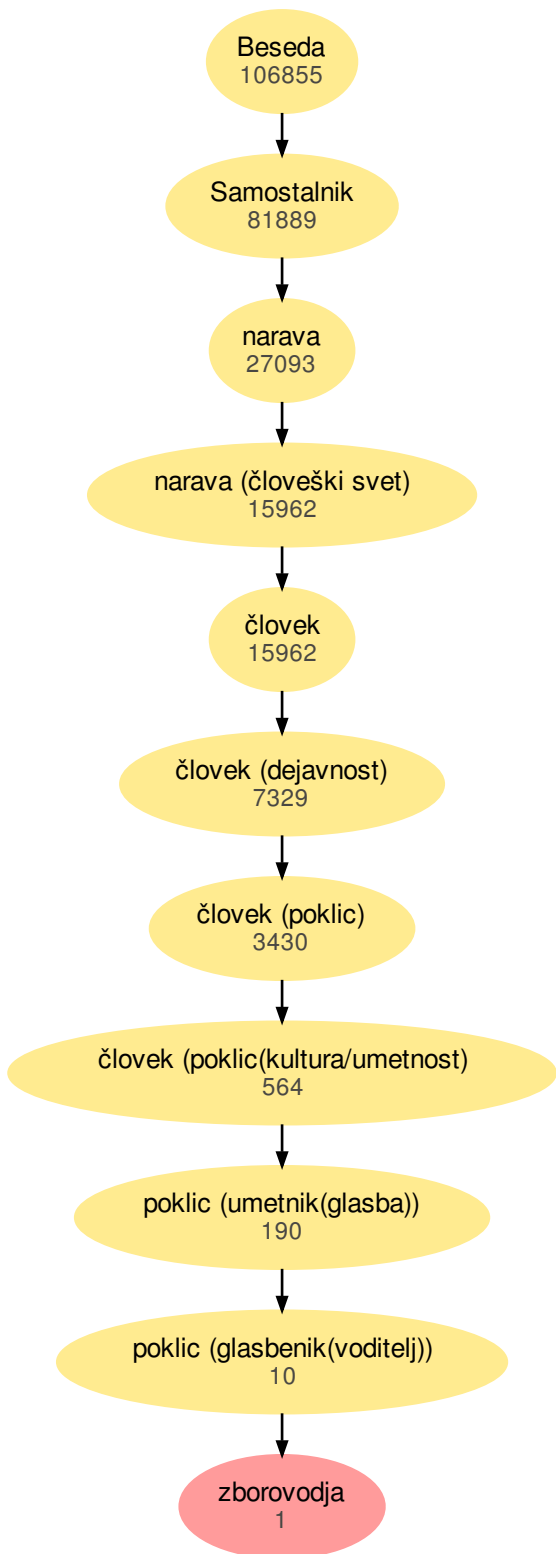 Beseda
106855
Samostalnik
81889
narava
27093
narava (človeški svet)
15962
človek
15962
človek (dejavnost)
7329
človek (poklic)
3430
človek (poklic(kultura/umetnost)
564
poklic (umetnik(glasba))
190
poklic (glasbenik(voditelj))
10
zborovodja
1